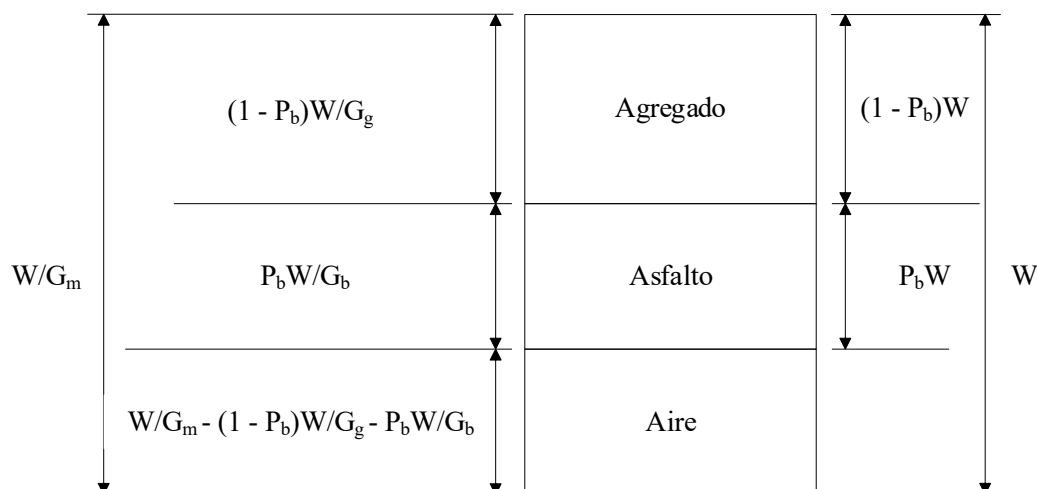 (1 - P_b)W/G_g
Agregado
(1 - P_b)W
W/G_m
P_bW/G_b
Asfalto
P_bW
W
W/G_m - (1 - P_b)W/G_g - P_bW/G_b
Aire